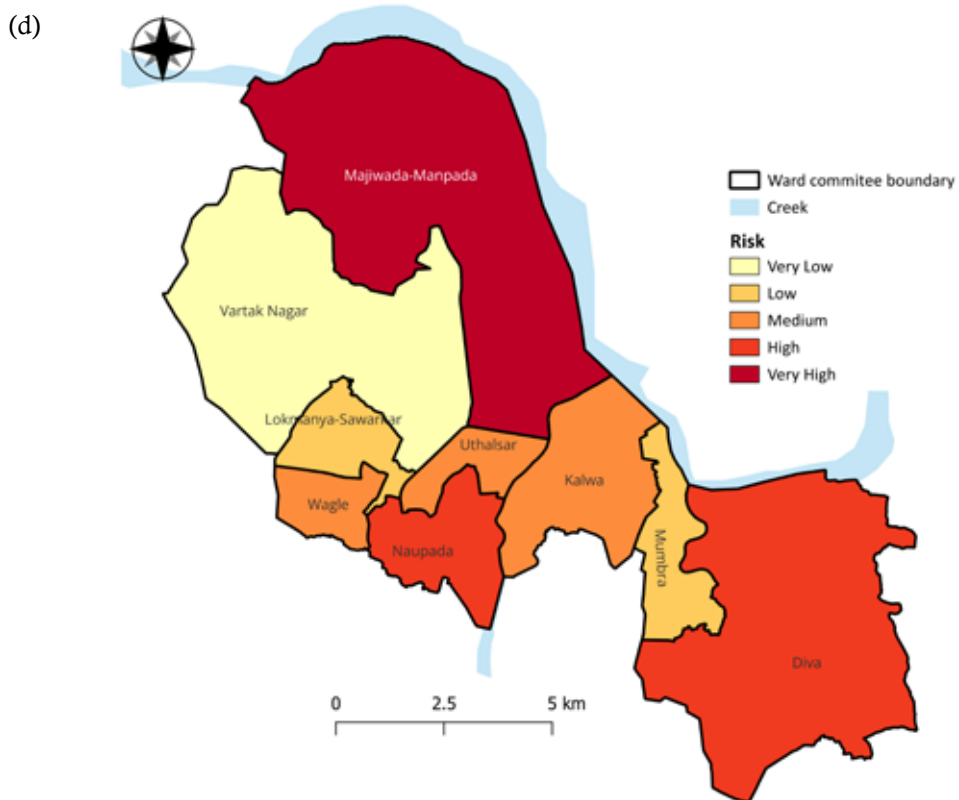 (d)
Majiwada-Manpada
Ward commitee boundary
Creek
Risk
Very Low
Low
Medium
High
Very High
Vartak Nagar
Lokmanya-Sawarkar
Uthalsar
Wagle
Kalwa
Naupada
Mumbra
Diva
0 2.5 5 km